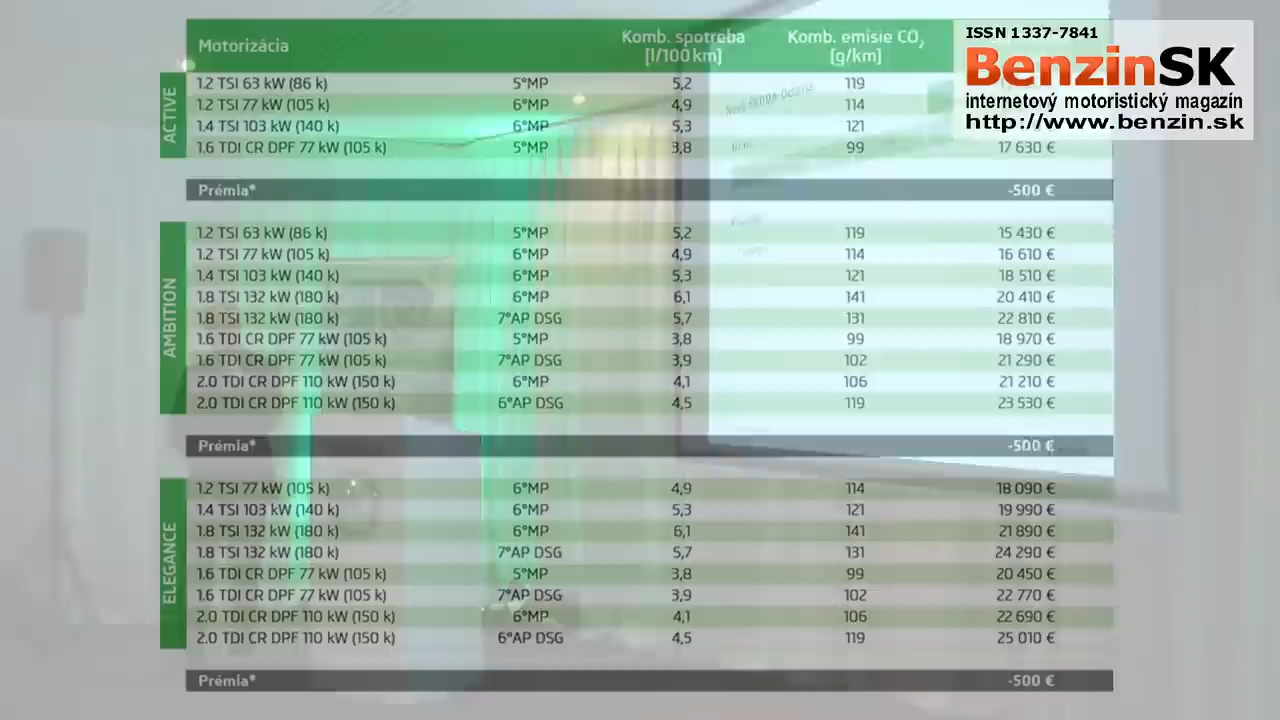 Motorizácia Komb. spotreba [l/100 km] Komb. emisie CO₂ [g/km]
ISSN 1337-7841
BenzinSK
internetový motoristický magazín
http://www.benzin.sk
ACTIVE
1.2 TSI 63 kW (86 k) 5°MP 5,2 119
1.2 TSI 77 kW (105 k) 6°MP 4,9 114
1.4 TSI 103 kW (140 k) 6°MP 5,3 121
1.6 TDI CR DPF 77 kW (105 k) 5°MP 3,8 99 17 630 €
Prémia* -500 €
AMBITION
1.2 TSI 63 kW (86 k) 5°MP 5,2 119 15 430 €
1.2 TSI 77 kW (105 k) 6°MP 4,9 114 16 610 €
1.4 TSI 103 kW (140 k) 6°MP 5,3 121 18 510 €
1.8 TSI 132 kW (180 k) 6°MP 6,1 141 20 410 €
1.8 TSI 132 kW (180 k) 7°AP DSG 5,7 131 22 810 €
1.6 TDI CR DPF 77 kW (105 k) 5°MP 3,8 99 18 970 €
1.6 TDI CR DPF 77 kW (105 k) 7°AP DSG 3,9 102 21 290 €
2.0 TDI CR DPF 110 kW (150 k) 6°MP 4,1 106 21 210 €
2.0 TDI CR DPF 110 kW (150 k) 6°AP DSG 4,5 119 23 530 €
Prémia* -500 €
ELEGANCE
1.2 TSI 77 kW (105 k) 6°MP 4,9 114 18 090 €
1.4 TSI 103 kW (140 k) 6°MP 5,3 121 19 990 €
1.8 TSI 132 kW (180 k) 6°MP 6,1 141 21 890 €
1.8 TSI 132 kW (180 k) 7°AP DSG 5,7 131 24 290 €
1.6 TDI CR DPF 77 kW (105 k) 5°MP 3,8 99 20 450 €
1.6 TDI CR DPF 77 kW (105 k) 7°AP DSG 3,9 102 22 770 €
2.0 TDI CR DPF 110 kW (150 k) 6°MP 4,1 106 22 690 €
2.0 TDI CR DPF 110 kW (150 k) 6°AP DSG 4,5 119 25 010 €
Prémia* -500 €